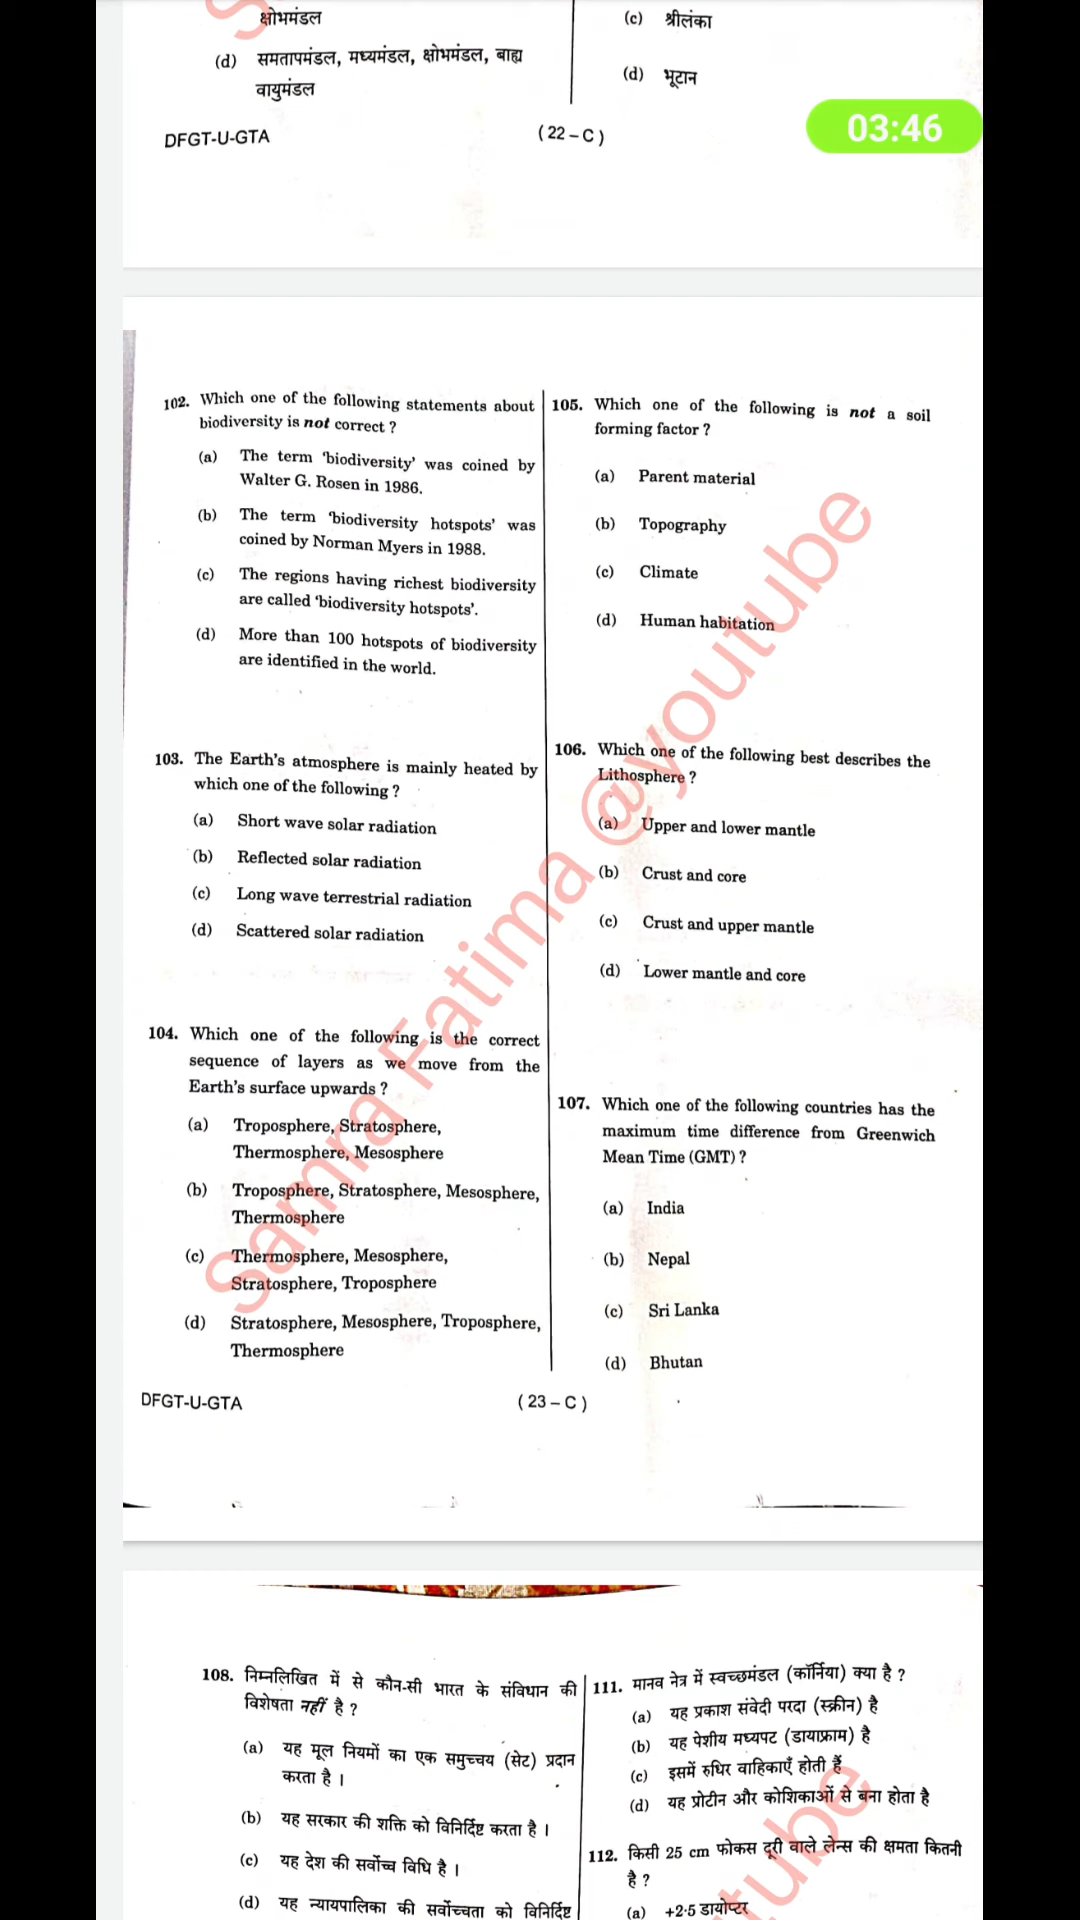 क्षोभमंडल
(d) समतापमंडल, मध्यमंडल, क्षोभमंडल, बाह्य
वायुमंडल
(c) श्रीलंका
(d) भूटान
DFGT-U-GTA
( 22 – C )
03:46
102. Which one of the following statements about
biodiversity is not correct ?
(a) The term ‘biodiversity’ was coined by
Walter G. Rosen in 1986.
(b) The term ‘biodiversity hotspots’ was
coined by Norman Myers in 1988.
(c) The regions having richest biodiversity
are called ‘biodiversity hotspots’.
(d) More than 100 hotspots of biodiversity
are identified in the world.
103. The Earth’s atmosphere is mainly heated by
which one of the following ?
(a) Short wave solar radiation
(b) Reflected solar radiation
(c) Long wave terrestrial radiation
(d) Scattered solar radiation
104. Which one of the following is the correct
sequence of layers as we move from the
Earth’s surface upwards ?
(a) Troposphere, Stratosphere,
Thermosphere, Mesosphere
(b) Troposphere, Stratosphere, Mesosphere,
Thermosphere
(c) Thermosphere, Mesosphere,
Stratosphere, Troposphere
(d) Stratosphere, Mesosphere, Troposphere,
Thermosphere
105. Which one of the following is not a soil
forming factor ?
(a) Parent material
(b) Topography
(c) Climate
(d) Human habitation
106. Which one of the following best describes the
Lithosphere ?
(a) Upper and lower mantle
(b) Crust and core
(c) Crust and upper mantle
(d) Lower mantle and core
107. Which one of the following countries has the
maximum time difference from Greenwich
Mean Time (GMT) ?
(a) India
(b) Nepal
(c) Sri Lanka
(d) Bhutan
Samra Fatima @youtube
DFGT-U-GTA
( 23 – C )
108. निम्नलिखित में से कौन-सी भारत के संविधान की
विशेषता नहीं है ?
(a) यह मूल नियमों का एक समुच्चय (सेट) प्रदान
करता है ।
(b) यह सरकार की शक्ति को विनिर्दिष्ट करता है ।
(c) यह देश की सर्वोच्च विधि है ।
(d) यह न्यायपालिका की सर्वोच्चता को विनिर्दिष्ट
111. मानव नेत्र में स्वच्छमंडल (कॉर्निया) क्या है ?
(a) यह प्रकाश संवेदी परदा (स्क्रीन) है
(b) यह पेशीय मध्यपट (डायाफ्राम) है
(c) इसमें रुधिर वाहिकाएँ होती हैं
(d) यह प्रोटीन और कोशिकाओं से बना होता है
112. किसी 25 cm फोकस दूरी वाले लेन्स की क्षमता कितनी
है ?
(a) +2·5 डायोप्टर
tube